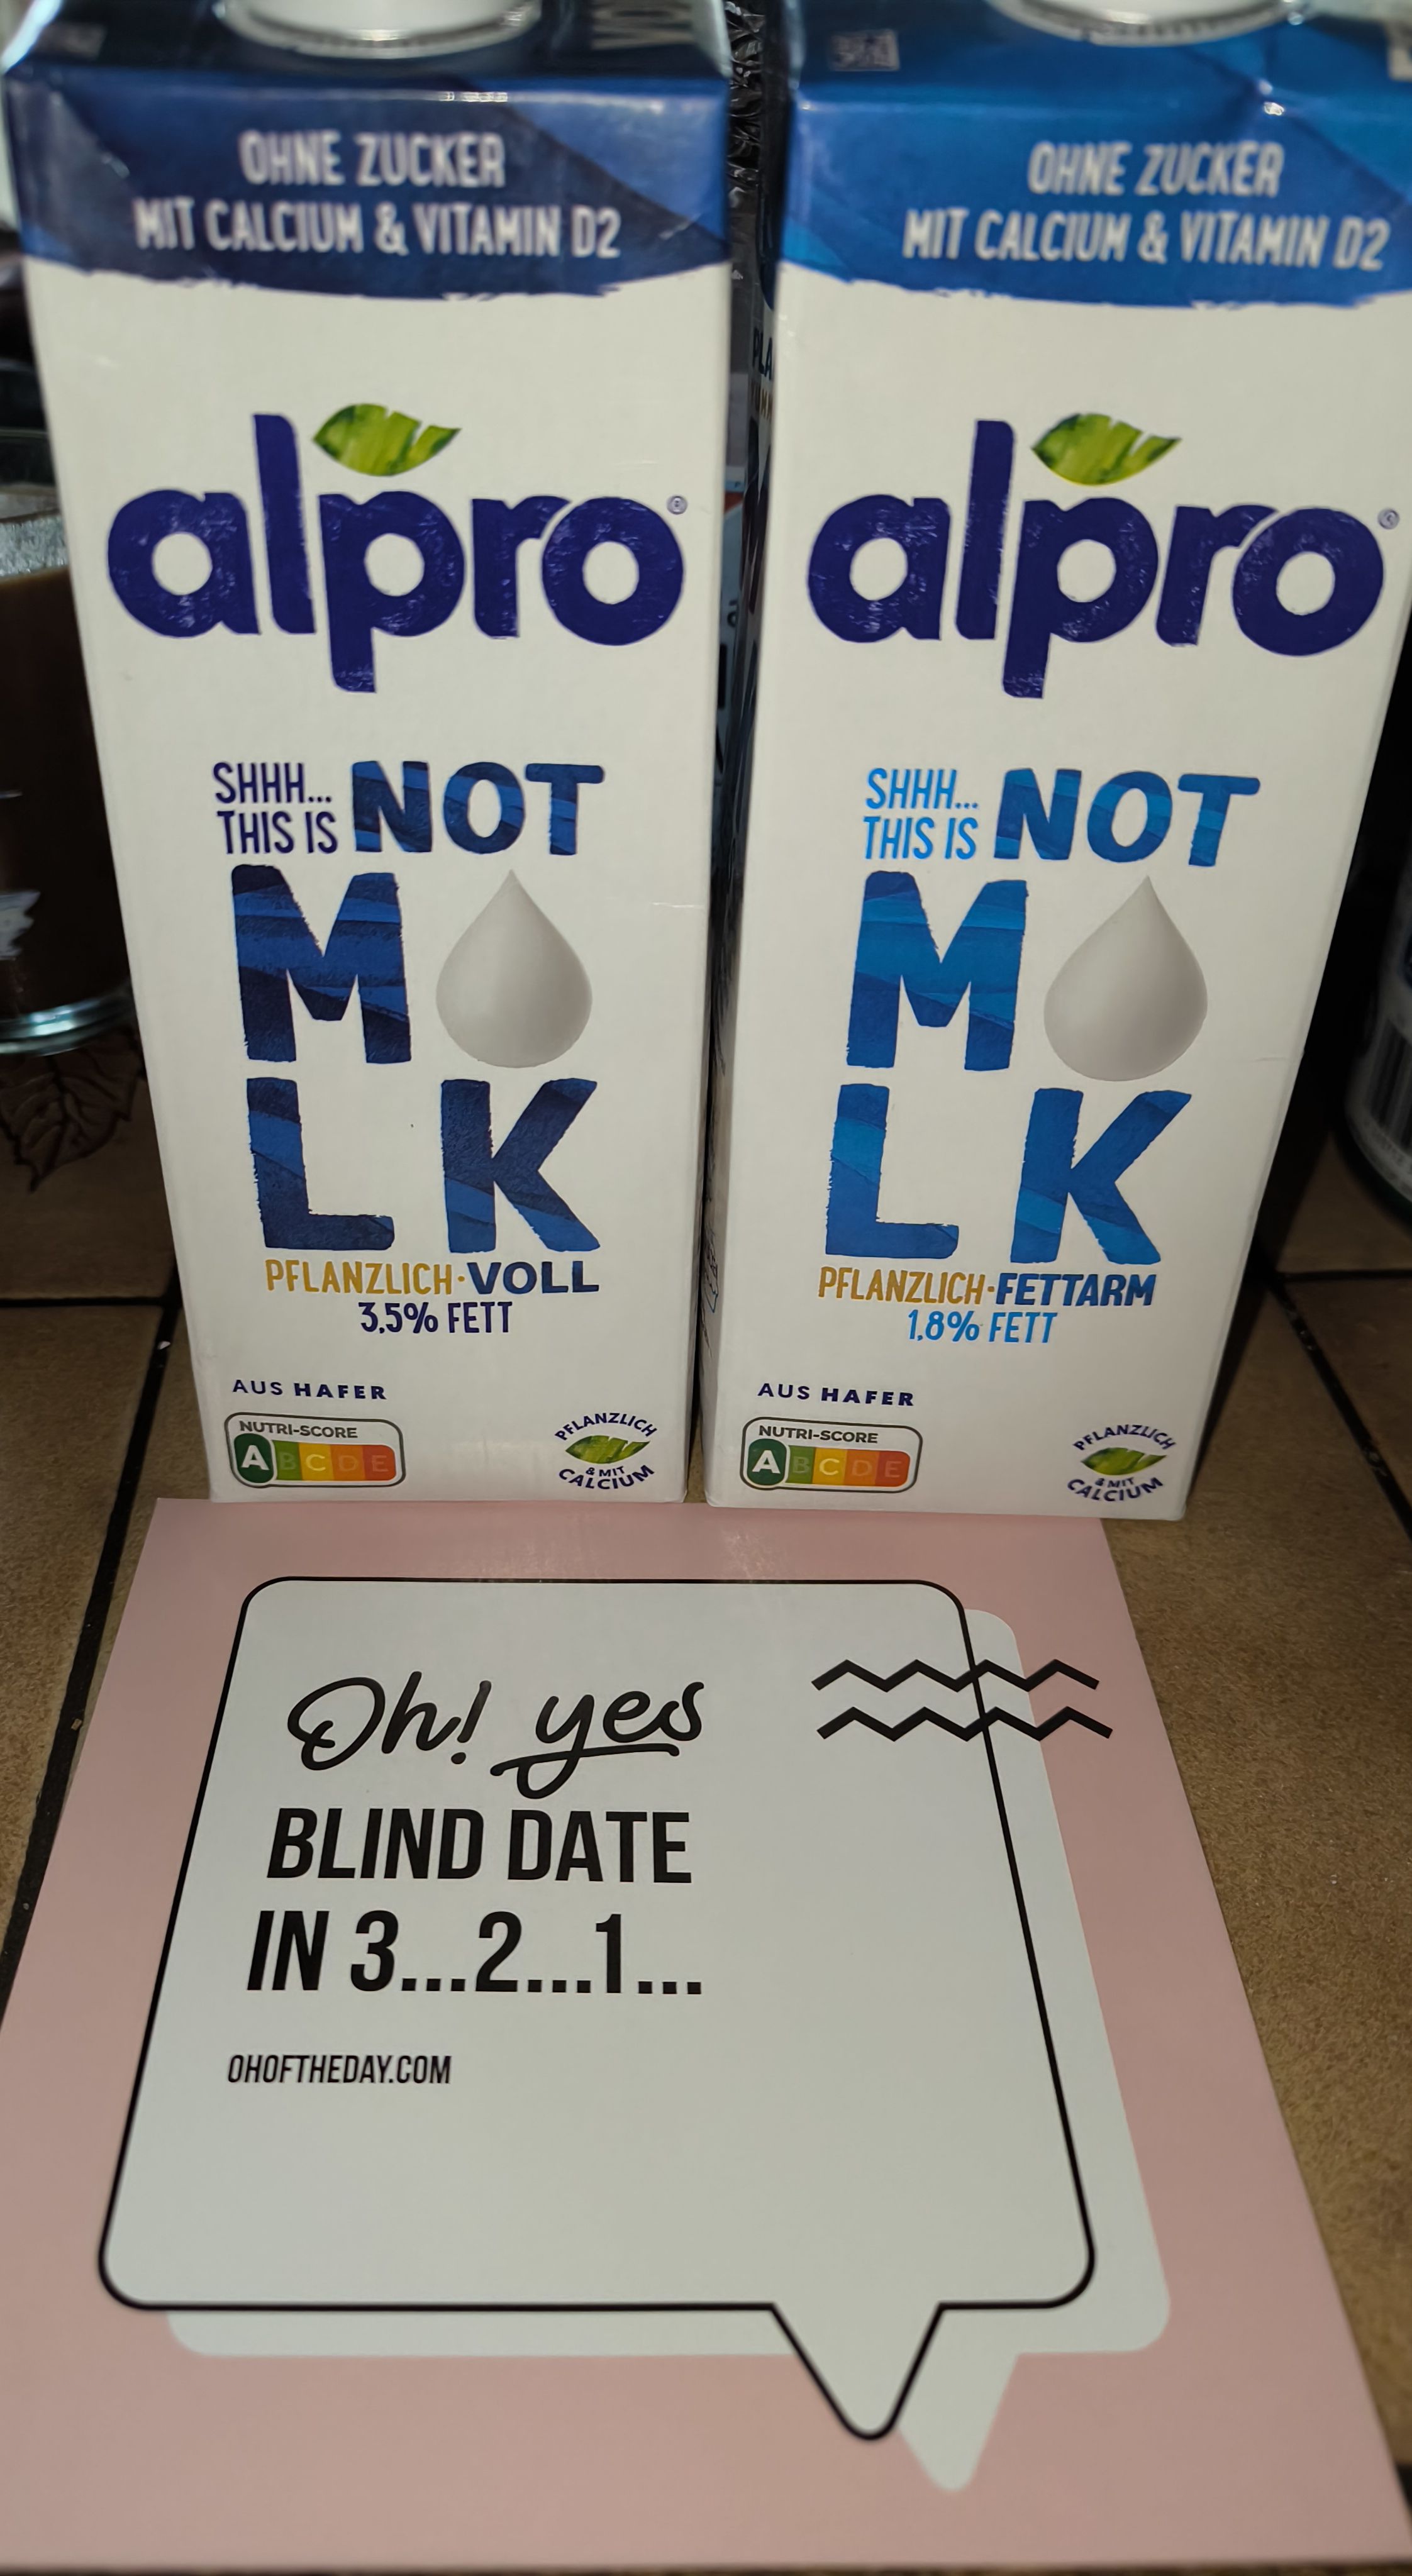 OHNE ZUCKER
MIT CALCIUM & VITAMIN D2
alpro
SHHH...
THIS IS NOT
M
LK
PFLANZLICH·VOLL
3,5% FETT
AUS HAFER
NUTRI-SCORE
A B C D E
PFLANZLICH
& MIT
CALCIUM
OHNE ZUCKER
MIT CALCIUM & VITAMIN D2
alpro
SHHH...
THIS IS NOT
M
LK
PFLANZLICH·FETTARM
1,8% FETT
AUS HAFER
NUTRI-SCORE
A B C D E
PFLANZLICH
& MIT
CALCIUM
Oh! yes
BLIND DATE
IN 3...2...1...
OHOFTHEDAY.COM